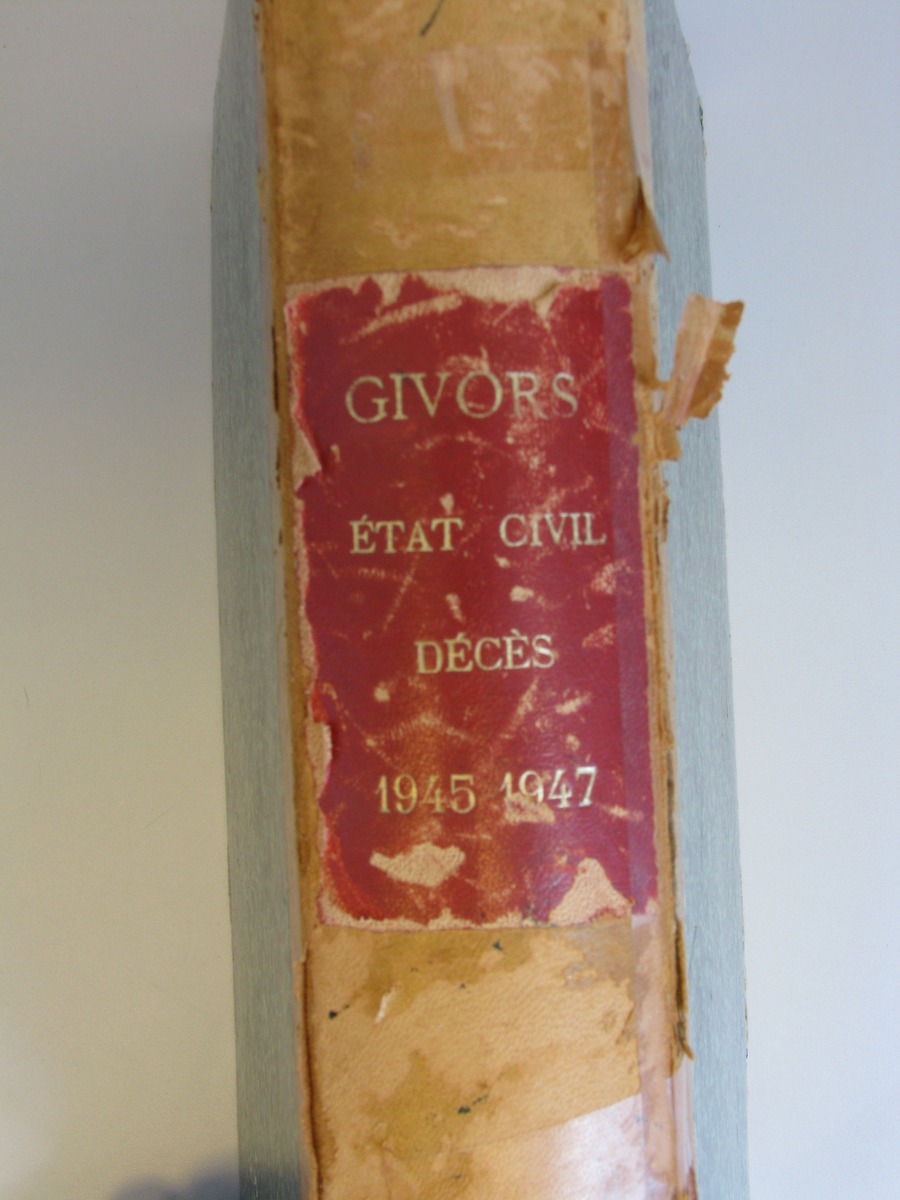 GIVORS
ÉTAT CIVIL
DÉCÈS
1945 1947